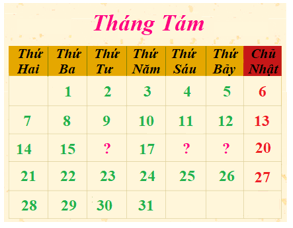 Tháng Tám
Thứ Hai Thứ Ba Thứ Tư Thứ Năm Thứ Sáu Thứ Bảy Chủ Nhật
1 2 3 4 5 6
7 8 9 10 11 12 13
14 15 ? 17 ? ? 20
21 22 23 24 25 26 27
28 29 30 31